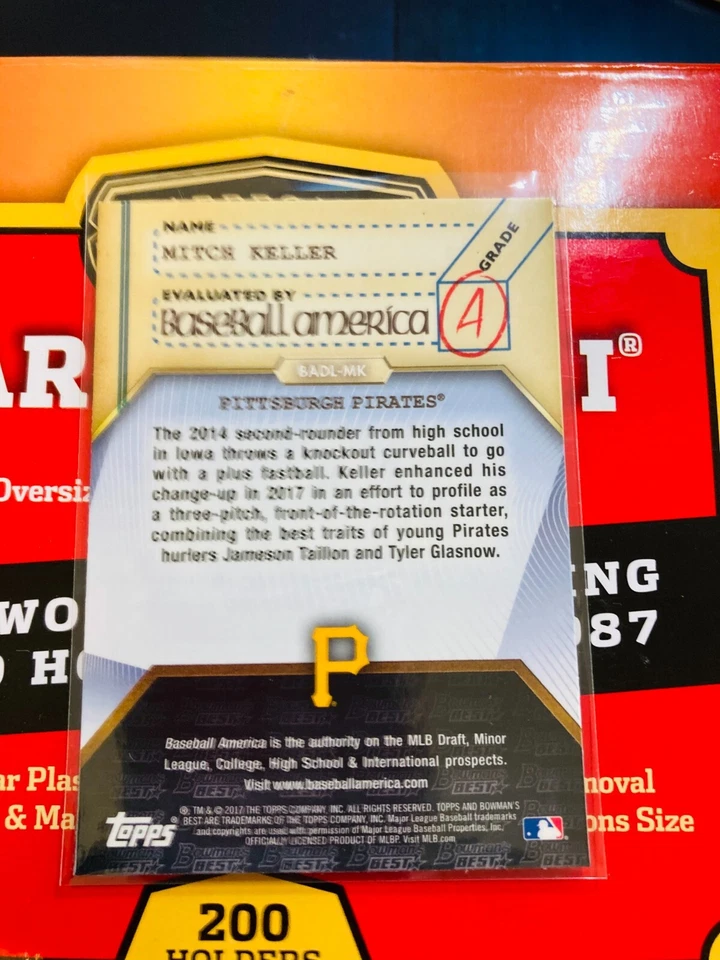 NAME
MITCH KELLER
GRADE
EVALUATED BY
Baseball america
A
BADL-MK
PITTSBURGH PIRATES®
The 2014 second-rounder from high school
in Iowa throws a knockout curveball to go
with a plus fastball. Keller enhanced his
change-up in 2017 in an effort to profile as
a three-pitch, front-of-the-rotation starter,
combining the best traits of young Pirates
hurlers Jameson Taillon and Tyler Glasnow.
P
Baseball America is the authority on the MLB Draft, Minor
League, College, High School & International prospects.
Visit www.baseballamerica.com
®, TM & © 2017 THE TOPPS COMPANY, INC. ALL RIGHTS RESERVED. TOPPS AND BOWMAN'S
BEST ARE TRADEMARKS OF THE TOPPS COMPANY, INC. Major League Baseball trademarks
and copyrights are used with permission of Major League Baseball Properties, Inc.
OFFICIALLY LICENSED PRODUCT OF MLBP. Visit MLB.com
Topps
AR
I®
Oversiz
WO
NG
H
87
ar Plas
moval
& Ma
ons Size
200
HOLDERS